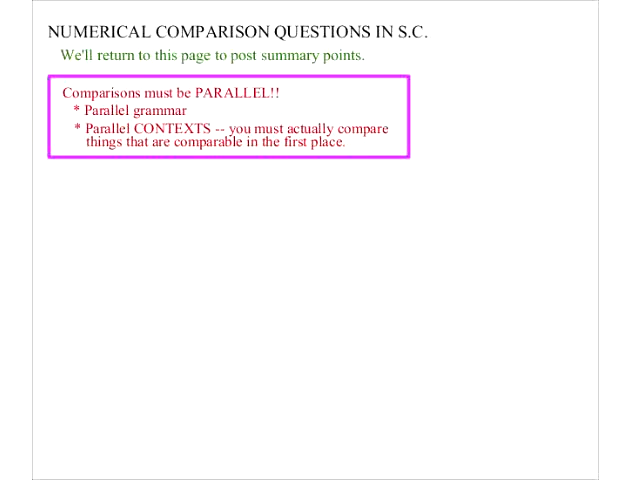 NUMERICAL COMPARISON QUESTIONS IN S.C.
We'll return to this page to post summary points.
Comparisons must be PARALLEL!!
* Parallel grammar
* Parallel CONTEXTS -- you must actually compare
things that are comparable in the first place.